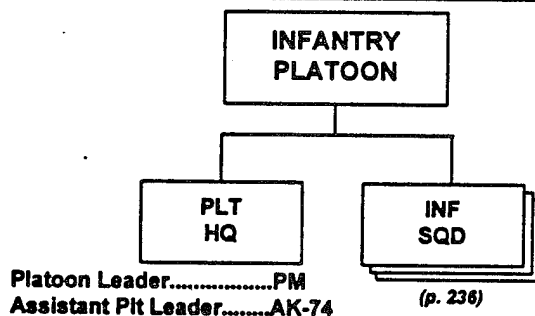 INFANTRY
PLATOON
PLT
HQ
INF
SQD
Platoon Leader..................PM
Assistant Plt Leader........AK-74
(p. 236)